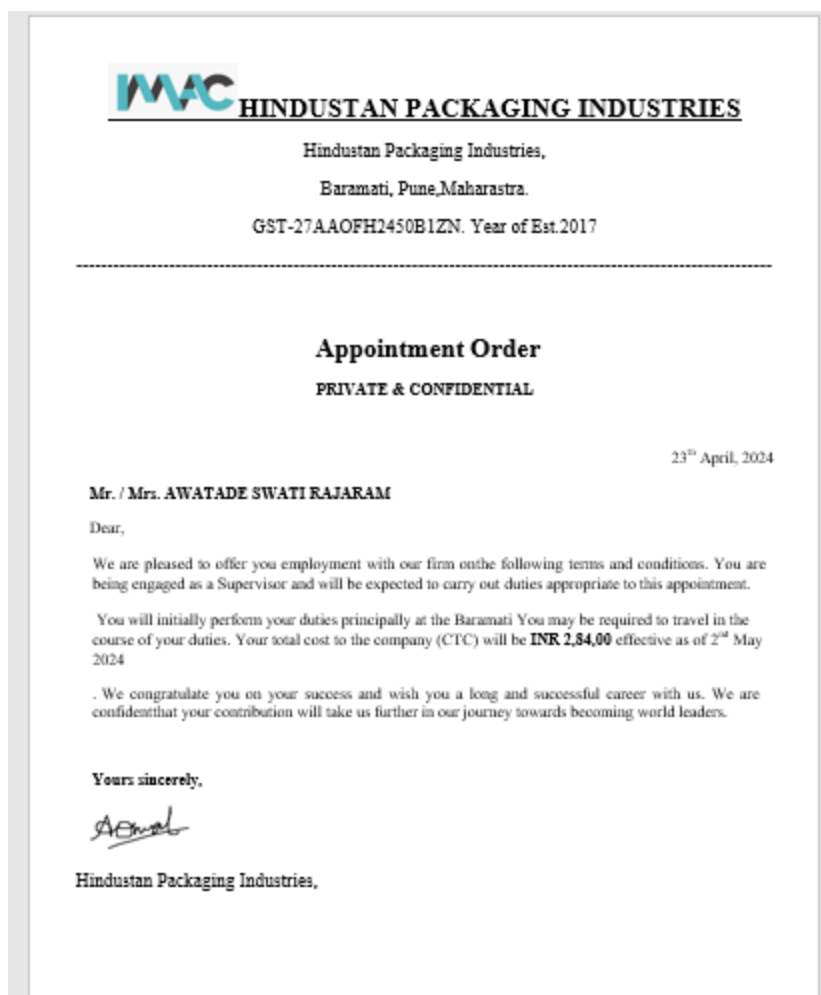 IMAC HINDUSTAN PACKAGING INDUSTRIES
Hindustan Packaging Industries,
Baramati, Pune,Maharastra.
GST-27AAOFH2450B1ZN. Year of Est.2017
Appointment Order
PRIVATE & CONFIDENTIAL
23th April, 2024
Mr. / Mrs. AWATADE SWATI RAJARAM
Dear,
We are pleased to offer you employment with our firm onthe following terms and conditions. You are
being engaged as a Supervisor and will be expected to carry out duties appropriate to this appointment.
You will initially perform your duties principally at the Baramati You may be required to travel in the
course of your duties. Your total cost to the company (CTC) will be INR 2,84,00 effective as of 2nd May
2024
. We congratulate you on your success and wish you a long and successful career with us. We are
confidentthat your contribution will take us further in our journey towards becoming world leaders.
Yours sincerely,
Hindustan Packaging Industries,